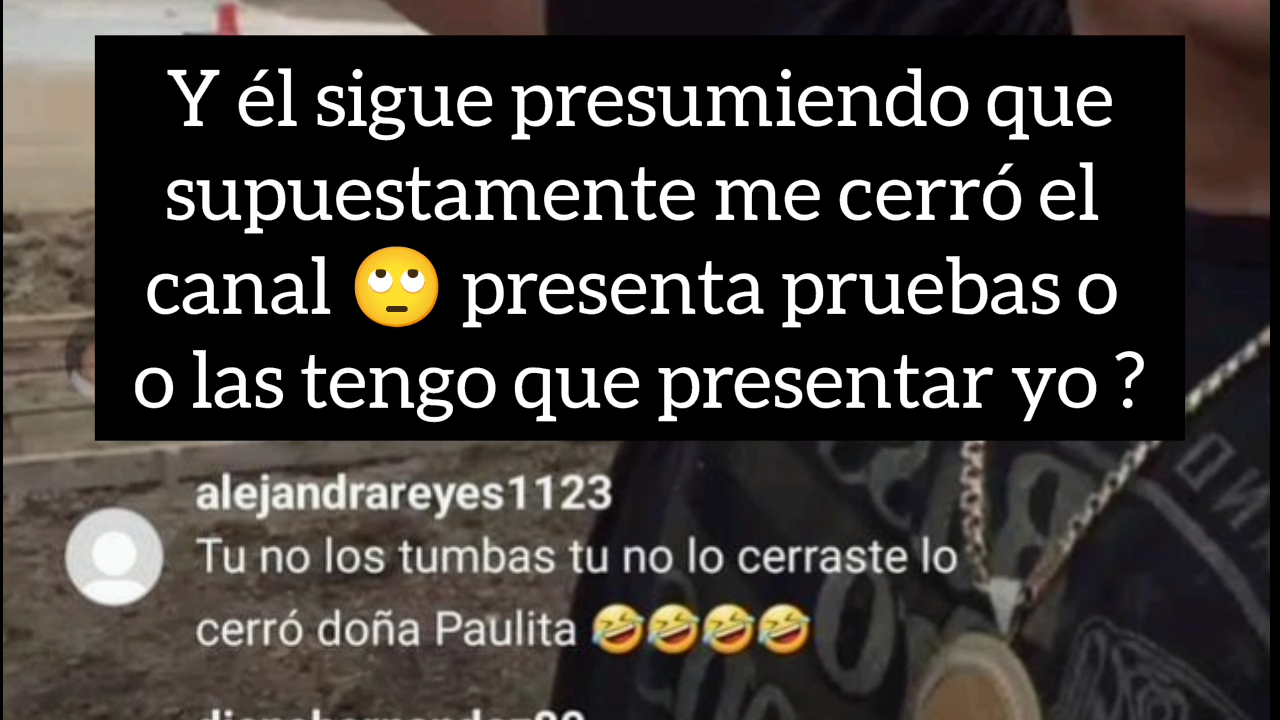 Y él sigue presumiendo que
supuestamente me cerró el
canal 🙄 presenta pruebas o
o las tengo que presentar yo ?
alejandrareyes1123
Tu no los tumbas tu no lo cerraste lo
cerró doña Paulita 🤣🤣🤣🤣